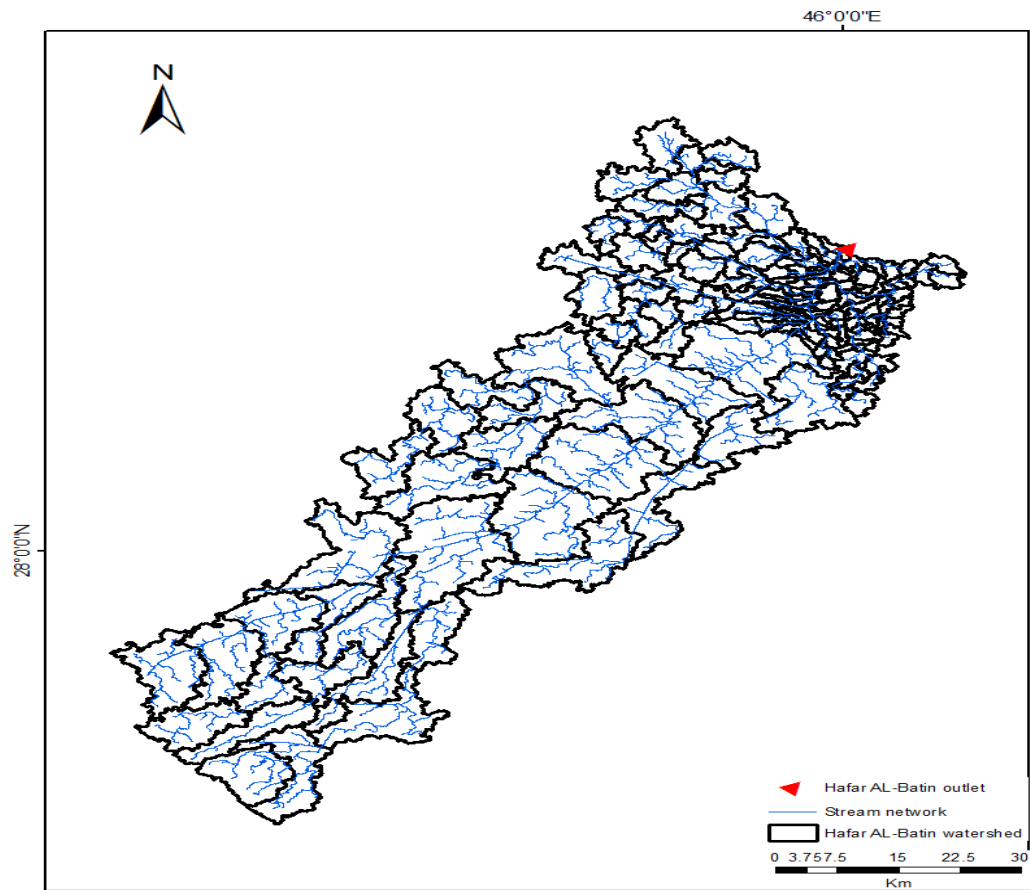 46°0'0"E
N
28°0'0"N
Hafar AL-Batin outlet
Stream network
Hafar AL-Batin watershed
0 3.757.5 15 22.5 30
Km